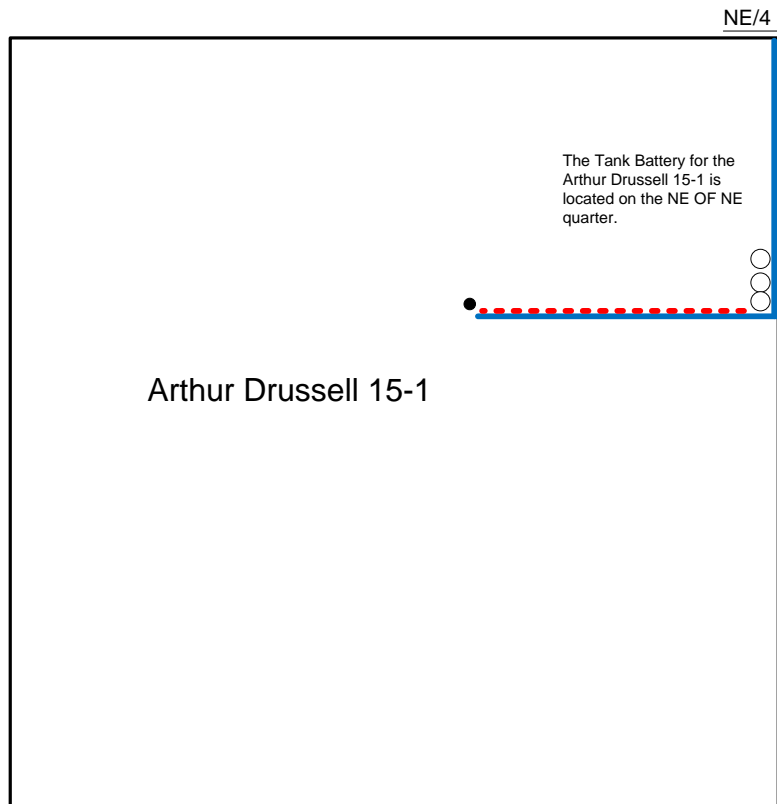 NE/4
The Tank Battery for the
Arthur Drussell 15-1 is
located on the NE OF NE
quarter.
Arthur Drussell 15-1